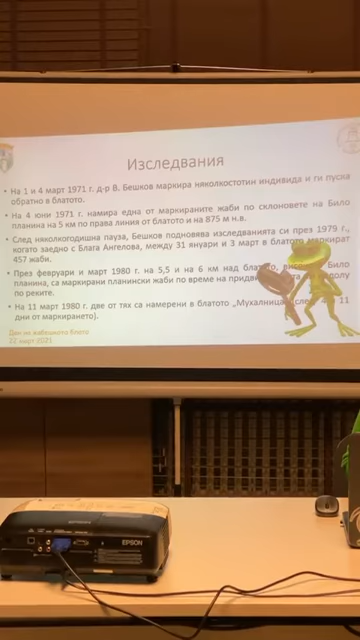 Изследвания
• На 1 и 4 март 1971 г. д-р В. Бешков маркира няколкостотин индивида и ги пуска
обратно в блатото.
• На 4 юни 1971 г. намира една от маркираните жаби по склоновете на Било
планина на 5 км по права линия от блатото и на 875 м н.в.
• След няколкогодишна пауза, Бешков подновява изследванията си през 1979 г.,
когато заедно с Блага Ангелова, между 31 януари и 3 март в блатото маркират
457 жаби.
• През февруари и март 1980 г. на 5,5 и на 6 км над блатото, Било
планина, са маркирани планински жаби по време на надолу
по реките.
• На 11 март 1980 г. две от тях са намерени в блатото „Мухалница" 11
дни от маркирането).
Ден на жабешкото блато
22 март 2021
EPSON